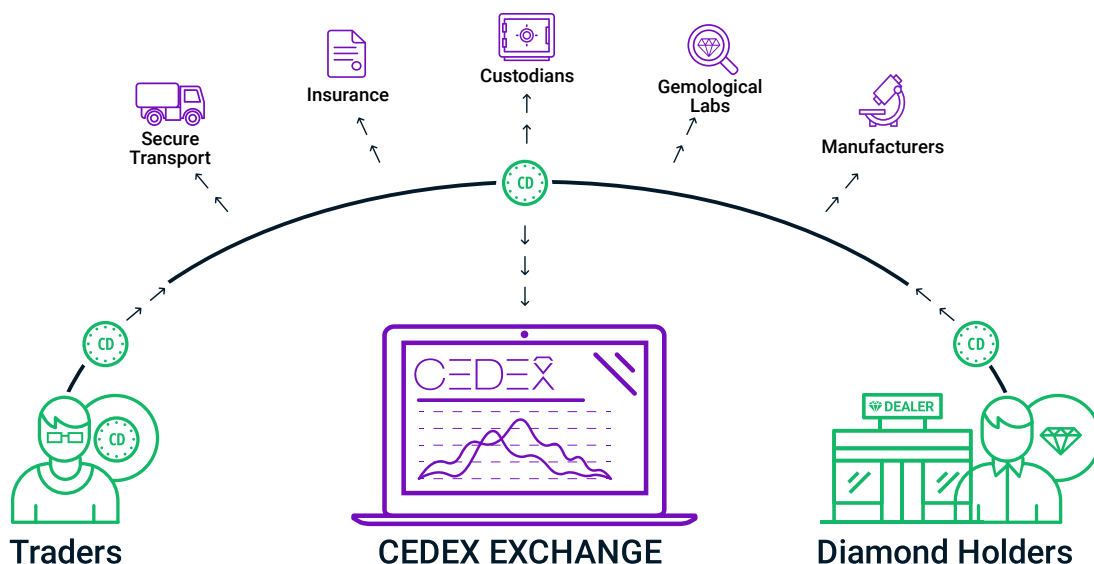 Custodians
Insurance
Gemological
Labs
Secure
Transport
Manufacturers
CD
CD
CD
CEDEX
DEALER
CD
Traders
CEDEX EXCHANGE
Diamond Holders